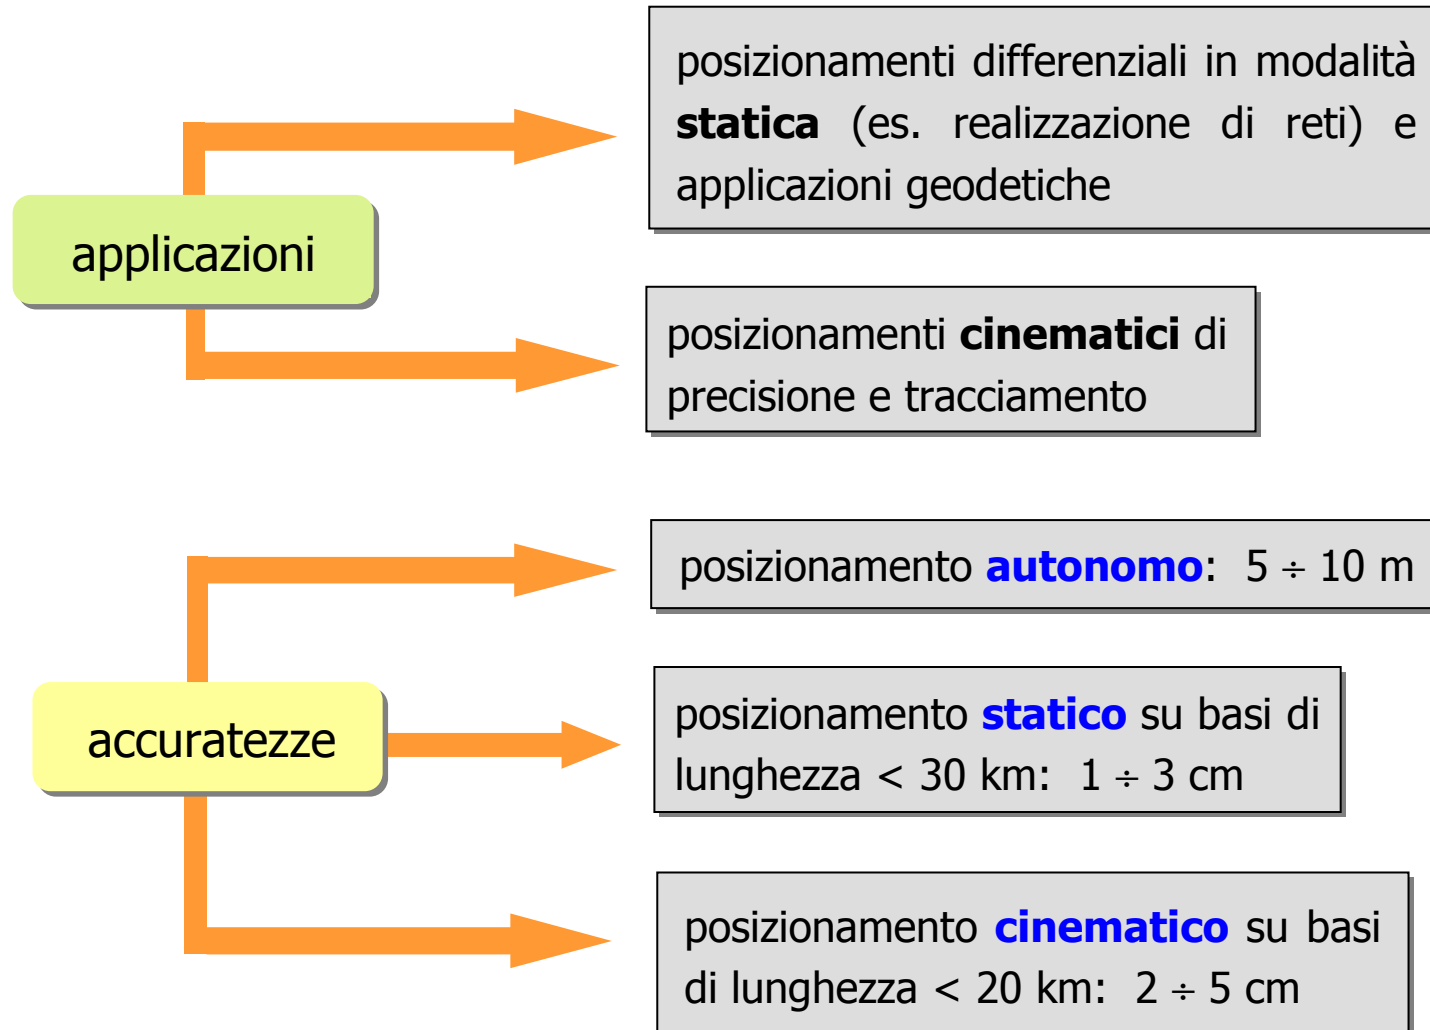 posizionamenti differenziali in modalità
statica (es. realizzazione di reti) e
applicazioni geodetiche
applicazioni
posizionamenti cinematici di
precisione e tracciamento
posizionamento autonomo: 5 ÷ 10 m
posizionamento statico su basi di
lunghezza < 30 km: 1 ÷ 3 cm
accuratezze
posizionamento cinematico su basi
di lunghezza < 20 km: 2 ÷ 5 cm